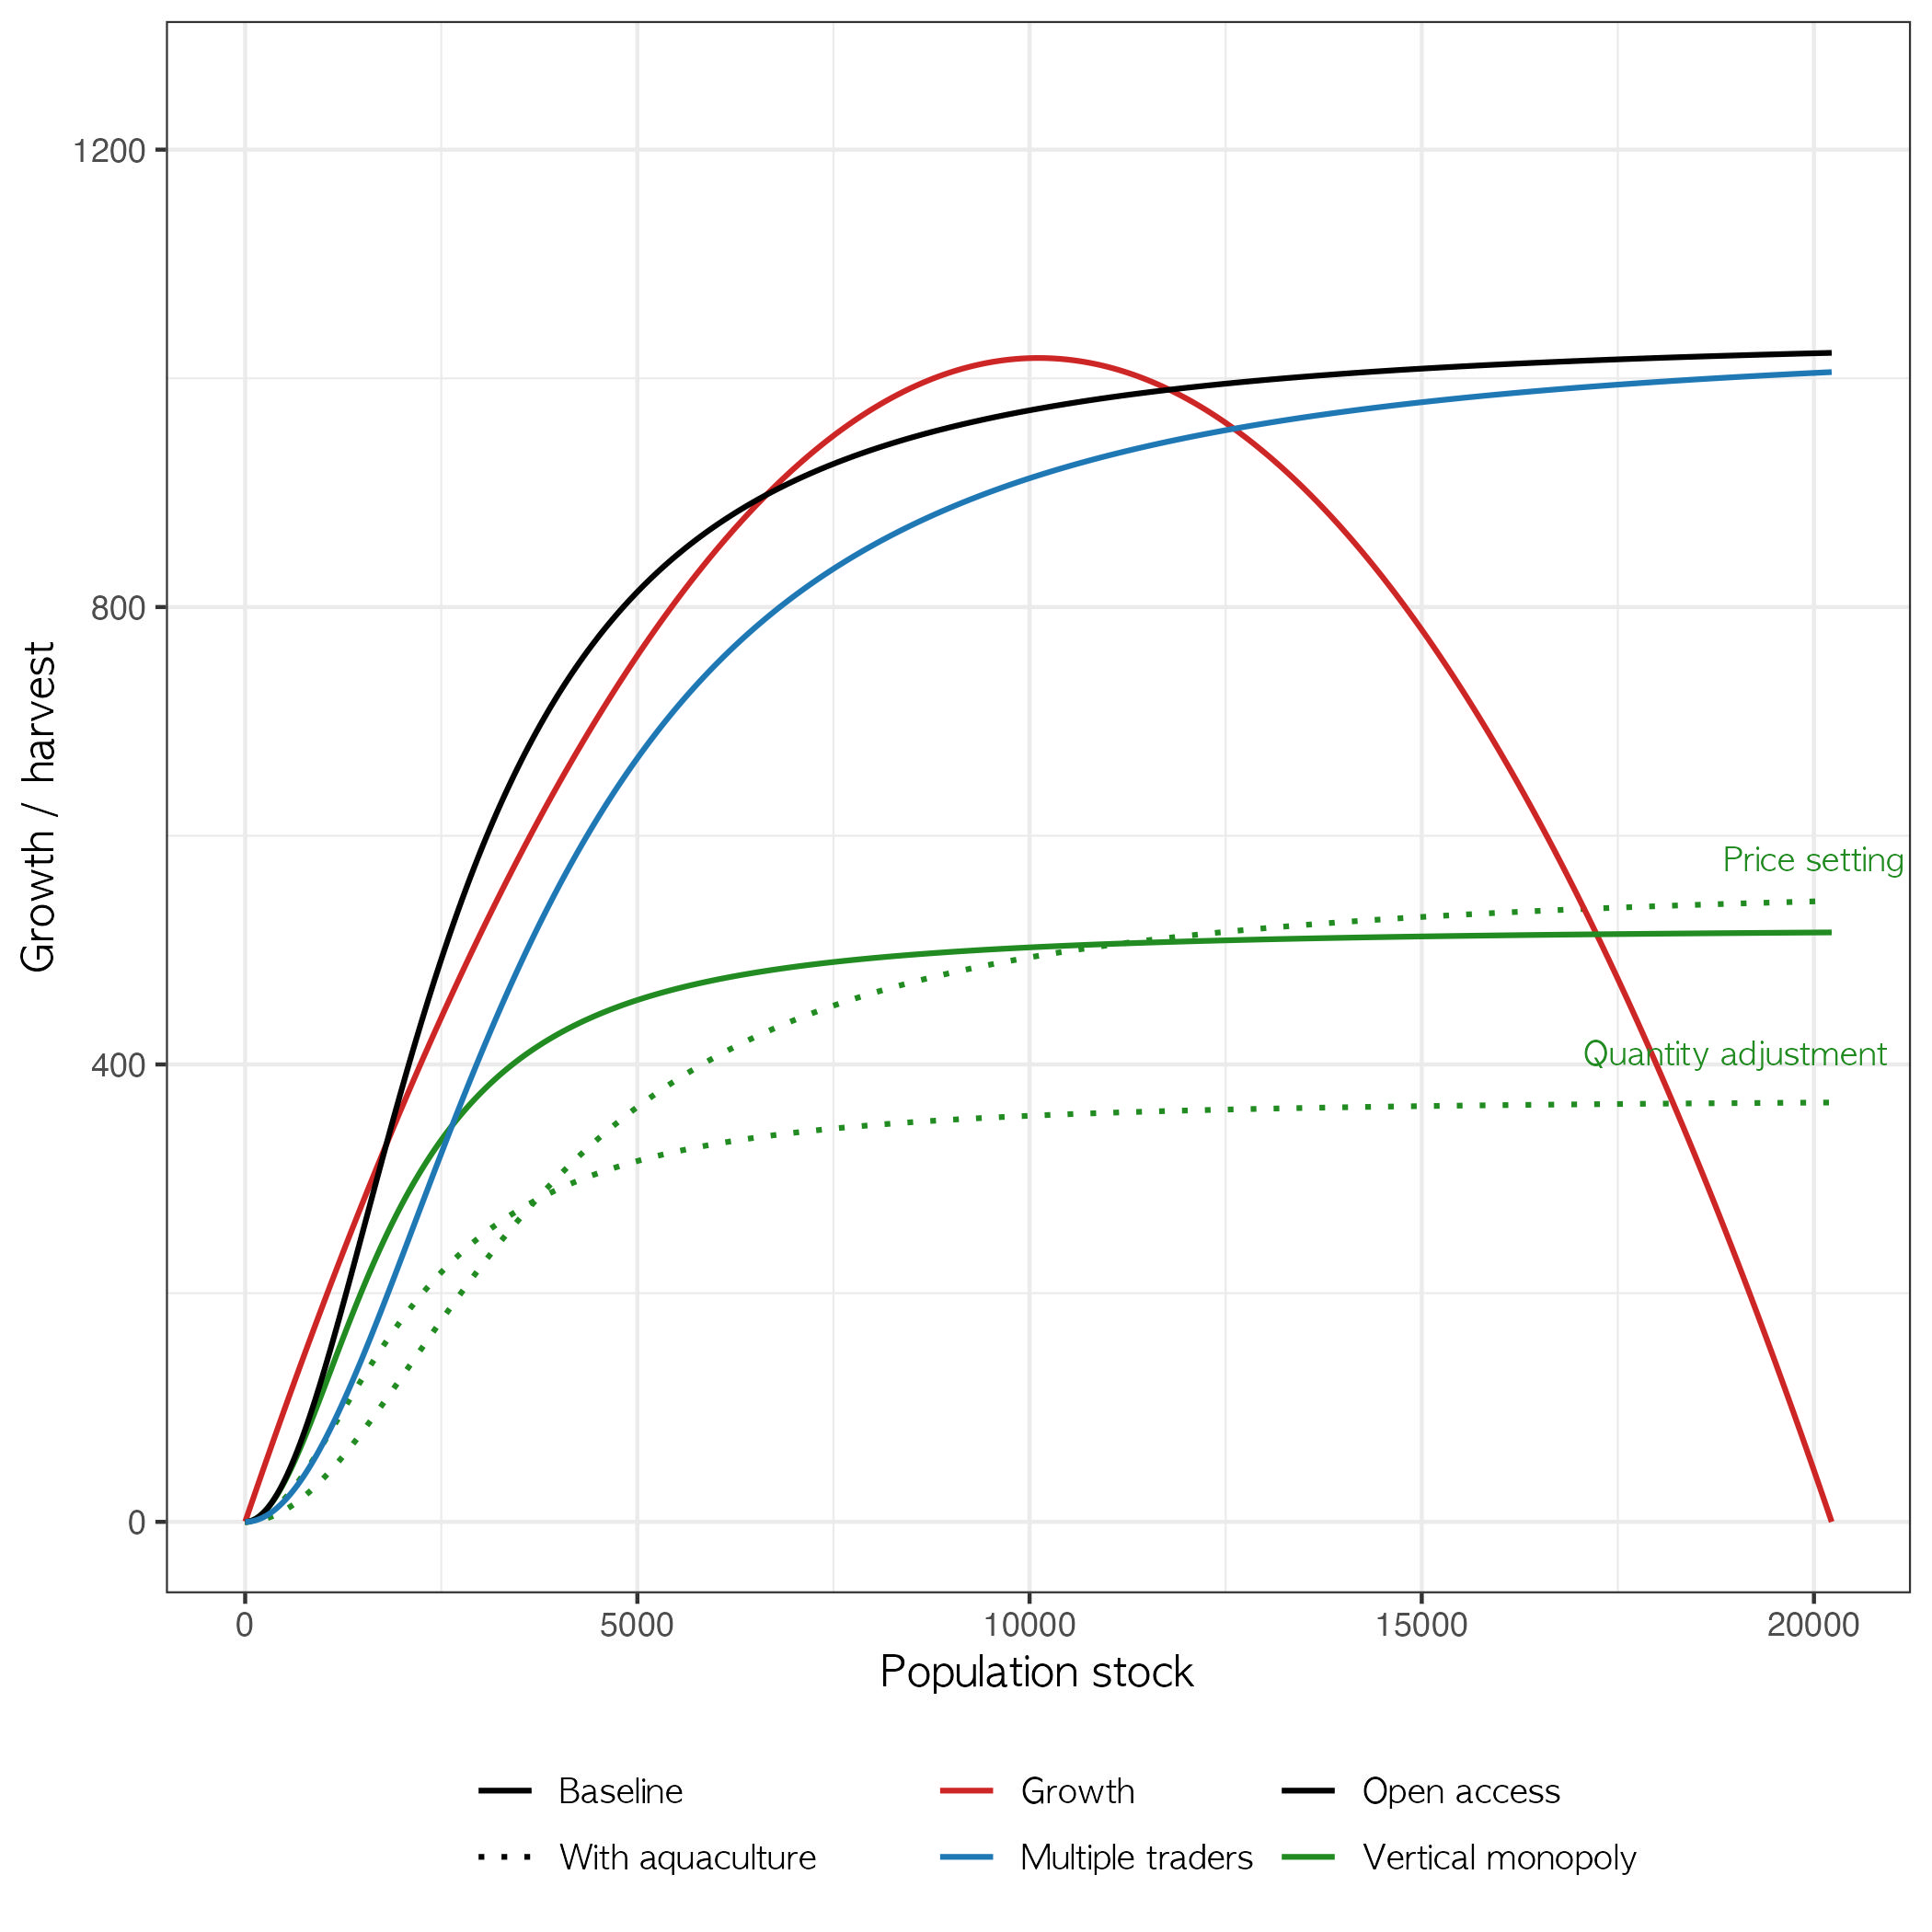 1200
800
400
0
Growth / harvest
Price setting
Quantity adjustment
0 5000 10000 15000 20000
Population stock
Baseline Growth Open access
With aquaculture Multiple traders Vertical monopoly